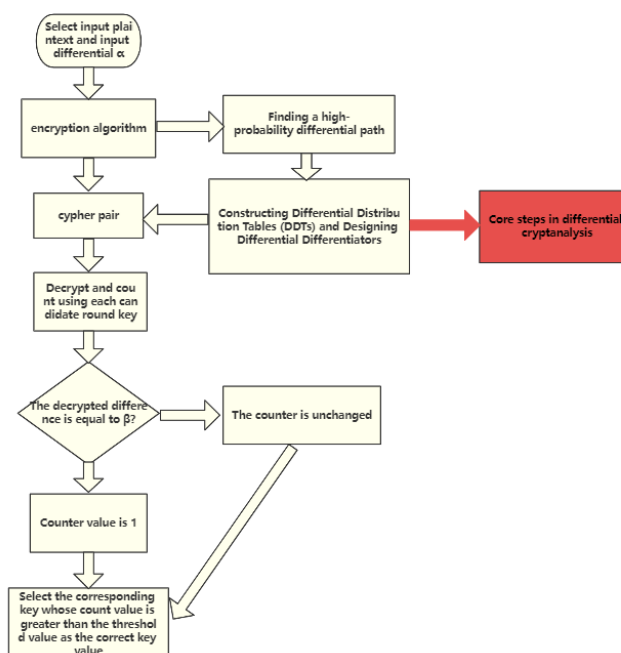 Select input plai
ntext and input
differential α
encryption algorithm
Finding a high-
probability differential path
cypher pair
Constructing Differential Distribu
tion Tables (DDTs) and Designing
Differential Differentiators
Core steps in differential
cryptanalysis
Decrypt and cou
nt using each can
didate round key
The decrypted differe
nce is equal to β?
The counter is unchanged
Counter value is 1
Select the corresponding
key whose count value is
greater than the threshol
d value as the correct key
value